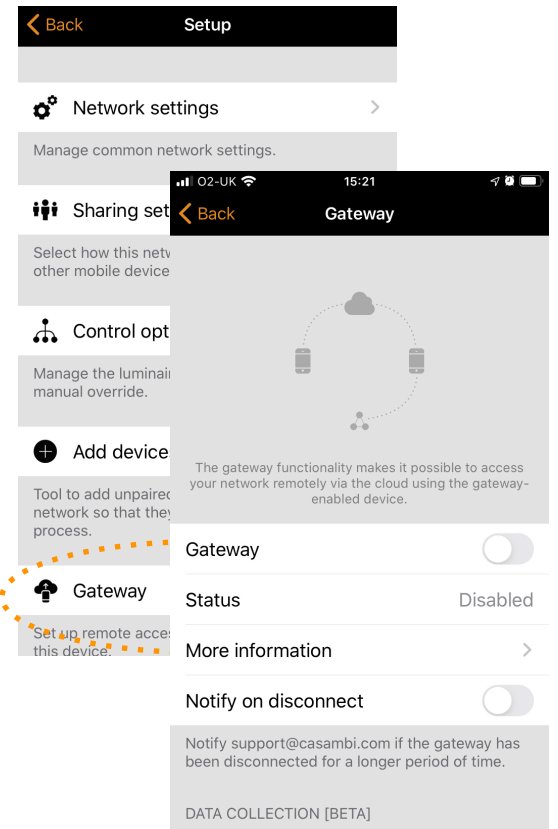 Back
Setup
Network settings
Manage common network settings.
Sharing set
Select how this netw
other mobile device
Control opt
Manage the luminair
manual override.
Add device
Tool to add unpaired
network so that they
process.
Gateway
Set up remote acces
this device.
O2-UK
15:21
Back
Gateway
The gateway functionality makes it possible to access
your network remotely via the cloud using the gateway-
enabled device.
Gateway
Status
Disabled
More information
Notify on disconnect
Notify support@casambi.com if the gateway has
been disconnected for a longer period of time.
DATA COLLECTION [BETA]